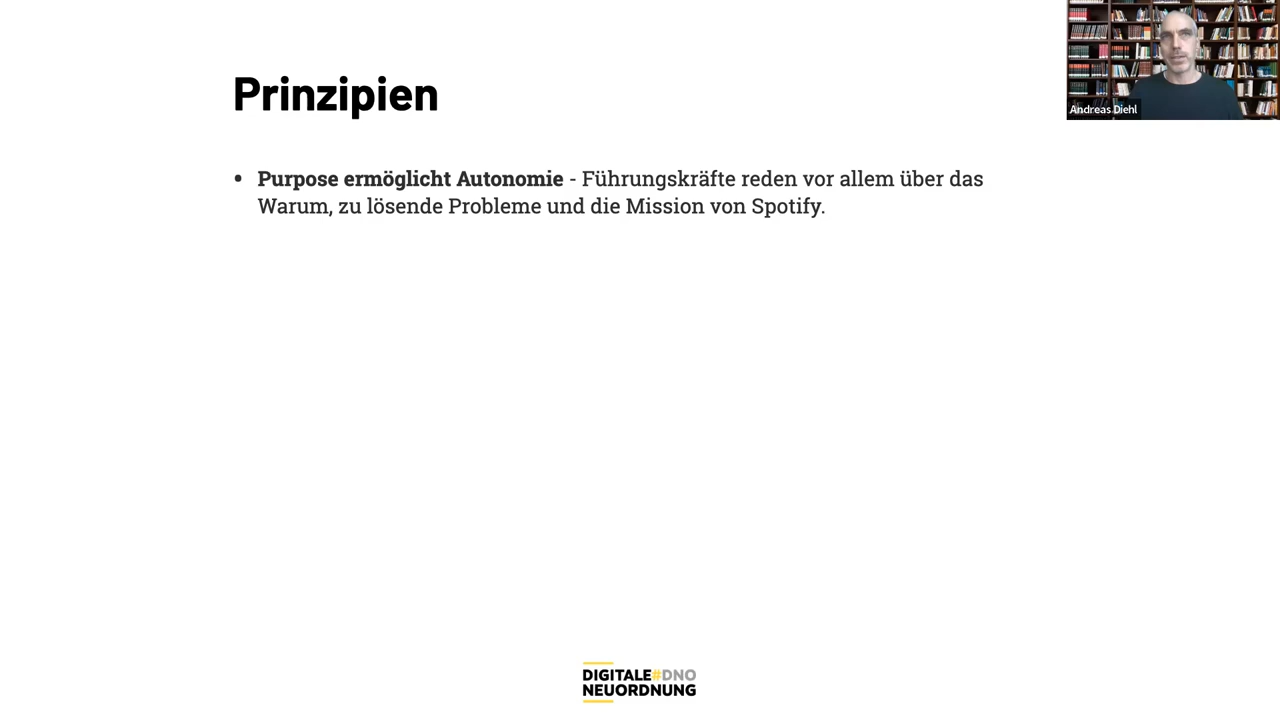 Prinzipien
Andreas Diehl
• Purpose ermöglicht Autonomie - Führungskräfte reden vor allem über das
Warum, zu lösende Probleme und die Mission von Spotify.
DIGITALE#DNO
NEUORDNUNG